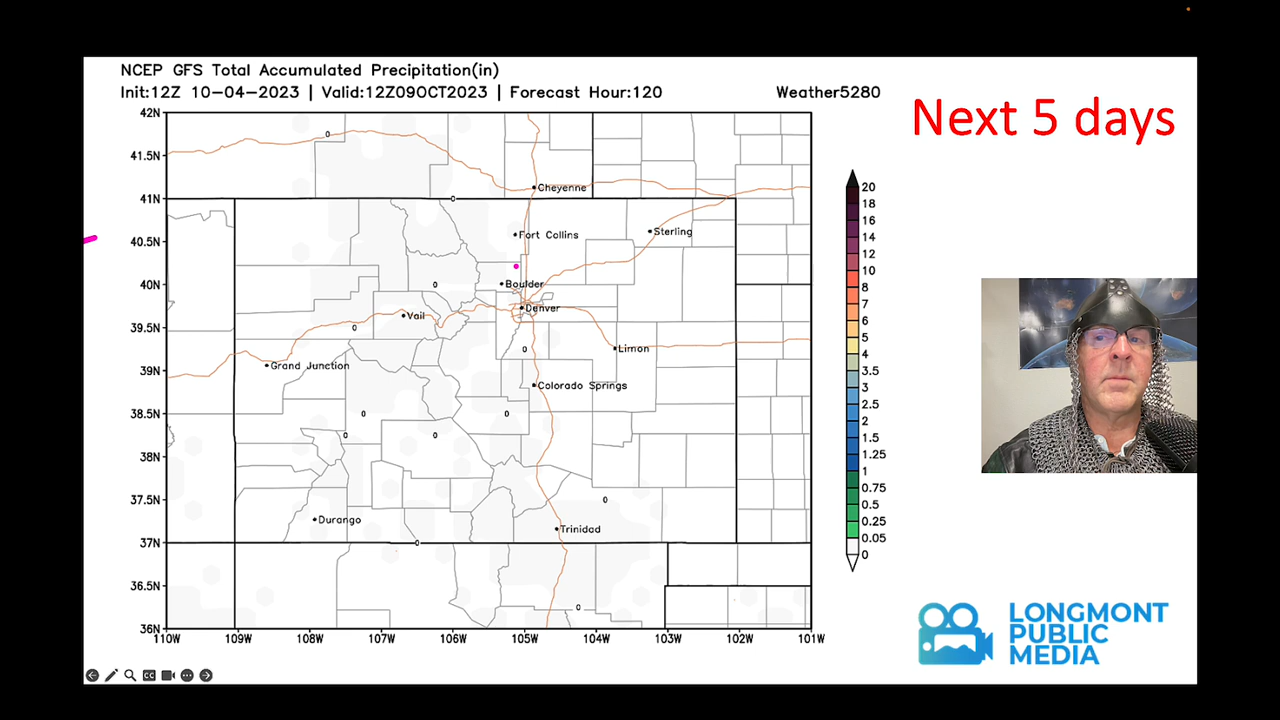 NCEP GFS Total Accumulated Precipitation(in)
Init:12Z 10-04-2023 | Valid:12Z09OCT2023 | Forecast Hour:120
Weather5280
Next 5 days
42N
41.5N
41N
40.5N
40N
39.5N
39N
38.5N
38N
37.5N
37N
36.5N
36N
110W
109W
108W
107W
106W
105W
104W
103W
102W
101W
0
Cheyenne
0
Fort Collins
Sterling
0
Boulder
Denver
Vail
0
0
Limon
Grand Junction
Colorado Springs
0
0
0
0
0
Durango
Trinidad
0
0
20
18
16
14
12
10
8
7
6
5
4
3.5
3
2.5
2
1.5
1.25
1
0.75
0.5
0.25
0.05
0
LONGMONT
PUBLIC
MEDIA
CC